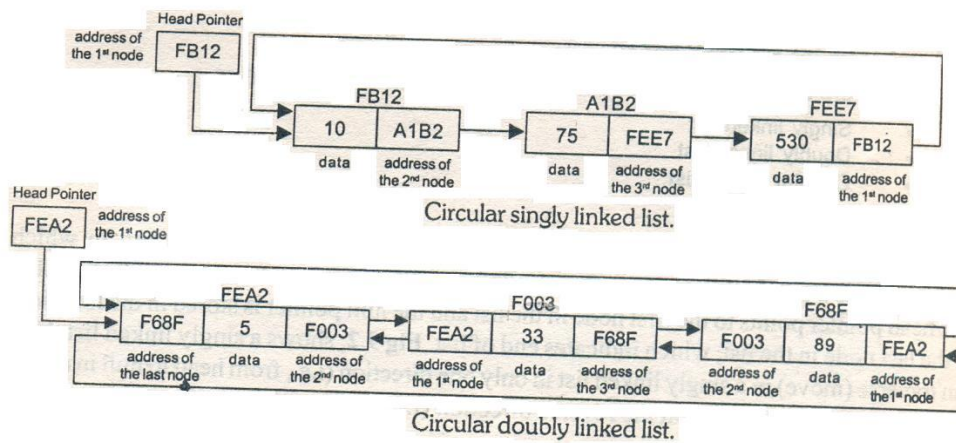 Head Pointer
address of
the 1st node
FB12
FB12
10
A1B2
data
address of
the 2nd node
A1B2
75
FEE7
data
address of
the 3rd node
FEE7
530
FB12
data
address of
the 1st node
Circular singly linked list.
Head Pointer
FEA2
address of
the 1st node
FEA2
F68F
5
F003
address of
the last node
data
address of
the 2nd node
F003
FEA2
33
F68F
address of
the 1st node
data
address of
the 3rd node
F68F
F003
89
FEA2
address of
the 2nd node
data
address of
the 1st node
Circular doubly linked list.